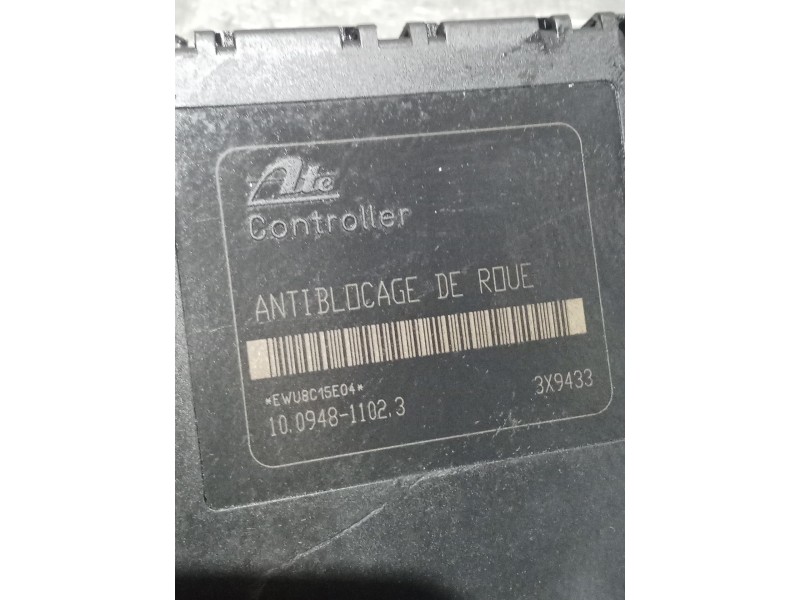 Ate
Controller
ANTIBLOCAGE DE ROUE
*EWU8C15E04*
10.0948-1102.3 3X9433